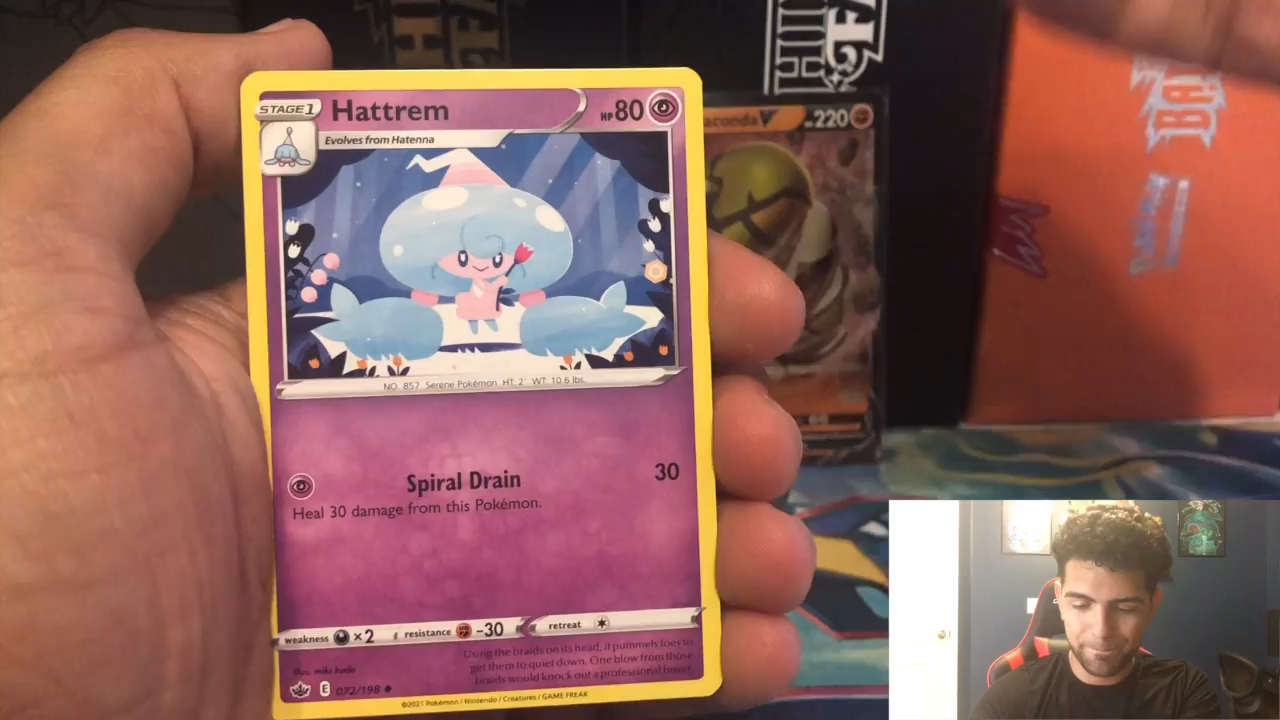 STAGE 1 Hattrem HP 80
Evolves from Hatenna
NO. 857 Serene Pokémon HT: 2' WT: 10.6 lbs.
Spiral Drain 30
Heal 30 damage from this Pokémon.
weakness ×2 resistance -30 retreat
Using the braids on its head, it pummels foes to
get them to quiet down. One blow from those
braids would knock out a professional boxer.
Illus. miki kudo
E 072/198
©2021 Pokémon / Nintendo / Creatures / GAME FREAK
aconda V 220